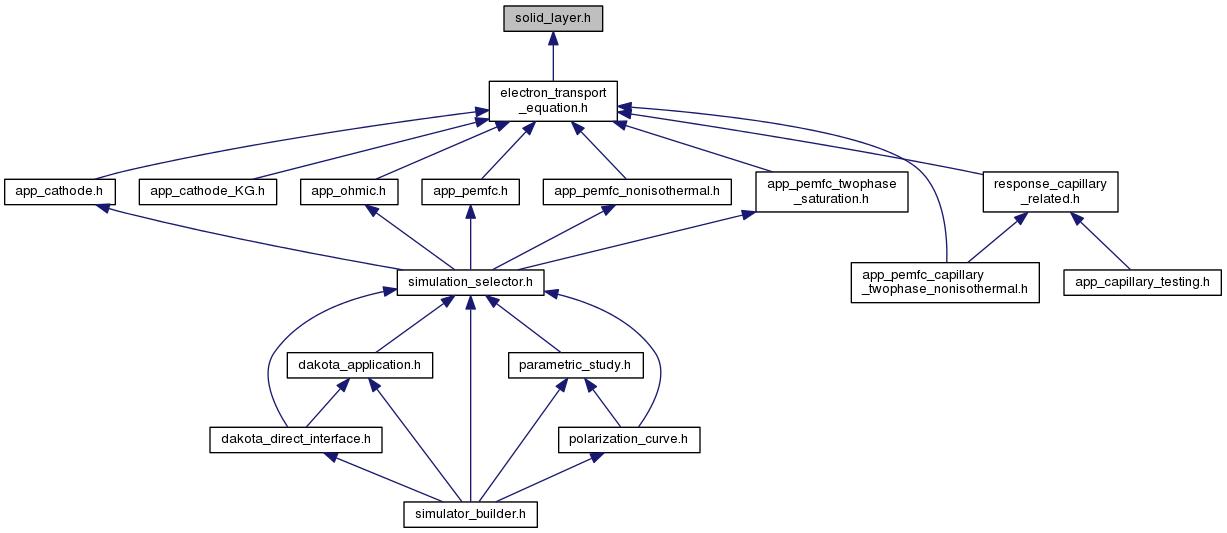 solid_layer.h
electron_transport
_equation.h
app_cathode.h
app_cathode_KG.h
app_ohmic.h
app_pemfc.h
app_pemfc_nonisothermal.h
app_pemfc_twophase
_saturation.h
response_capillary
_related.h
simulation_selector.h
app_pemfc_capillary
_twophase_nonisothermal.h
app_capillary_testing.h
dakota_application.h
parametric_study.h
dakota_direct_interface.h
polarization_curve.h
simulator_builder.h